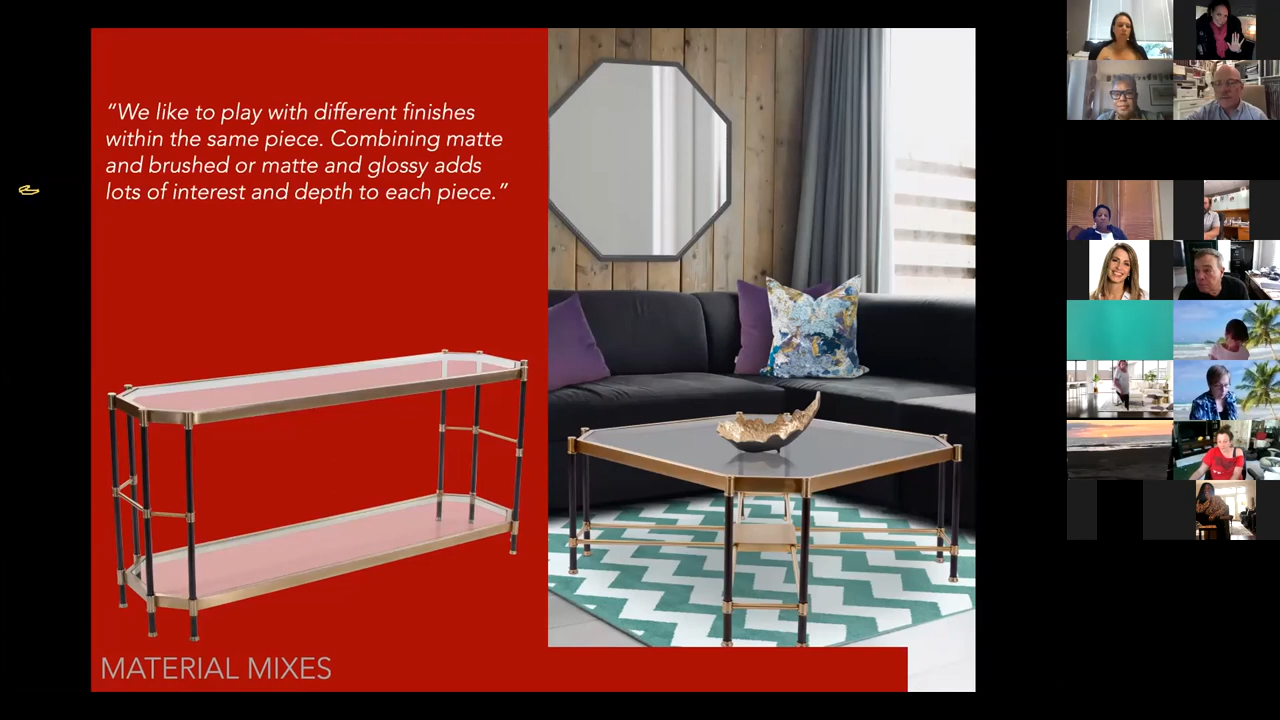 “We like to play with different finishes
within the same piece. Combining matte
and brushed or matte and glossy adds
lots of interest and depth to each piece.”
MATERIAL MIXES